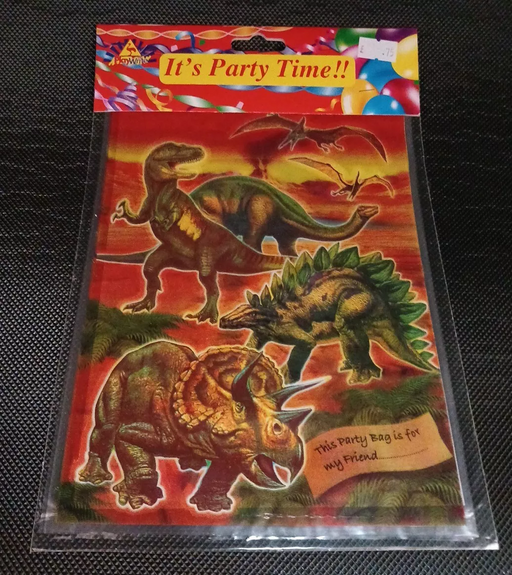 It's Party Time!!
This Party Bag is for
my Friend